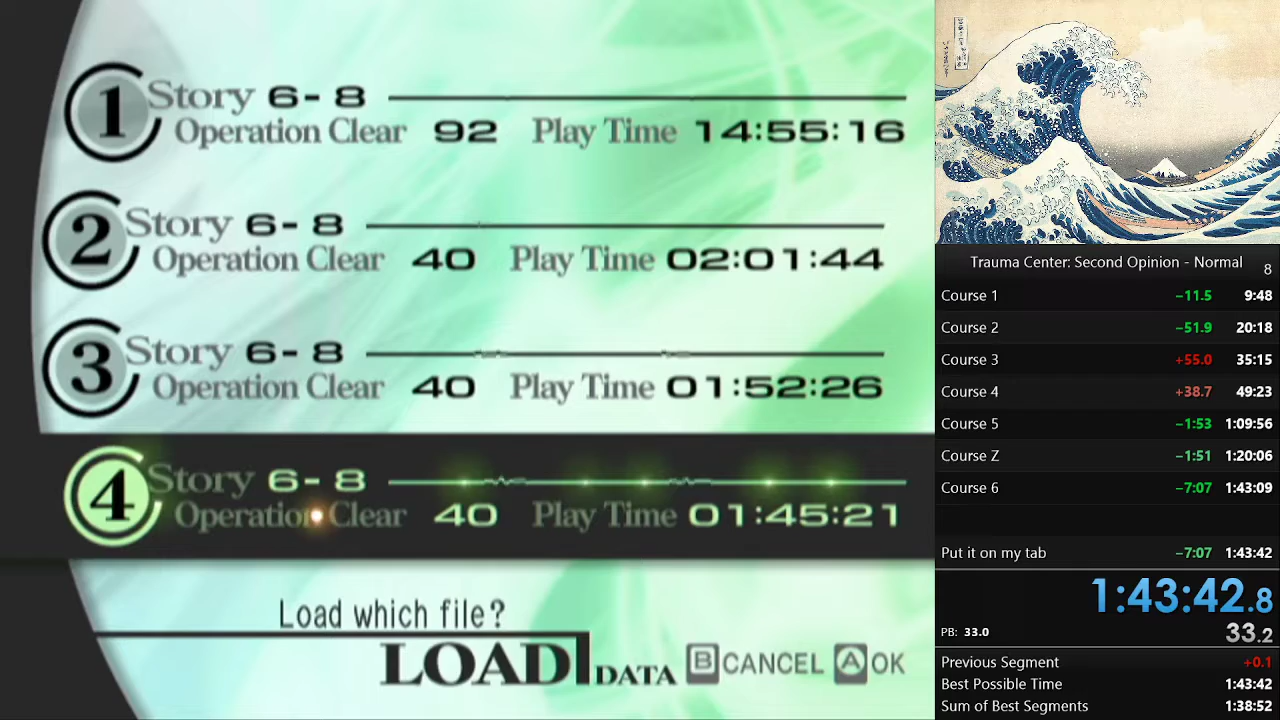 1 Story 6-8
Operation Clear 92 Play Time 14:55:16
2 Story 6-8
Operation Clear 40 Play Time 02:01:44
3 Story 6-8
Operation Clear 40 Play Time 01:52:26
4 Story 6-8
Operation Clear 40 Play Time 01:45:21
Load which file?
LOAD DATA B CANCEL A OK
Trauma Center: Second Opinion - Normal 8
Course 1 -11.5 9:48
Course 2 -51.9 20:18
Course 3 +55.0 35:15
Course 4 +38.7 49:23
Course 5 -1:53 1:09:56
Course Z -1:51 1:20:06
Course 6 -7:07 1:43:09
Put it on my tab -7:07 1:43:42
1:43:42.8
PB: 33.0 33.2
Previous Segment +0.1
Best Possible Time 1:43:42
Sum of Best Segments 1:38:52